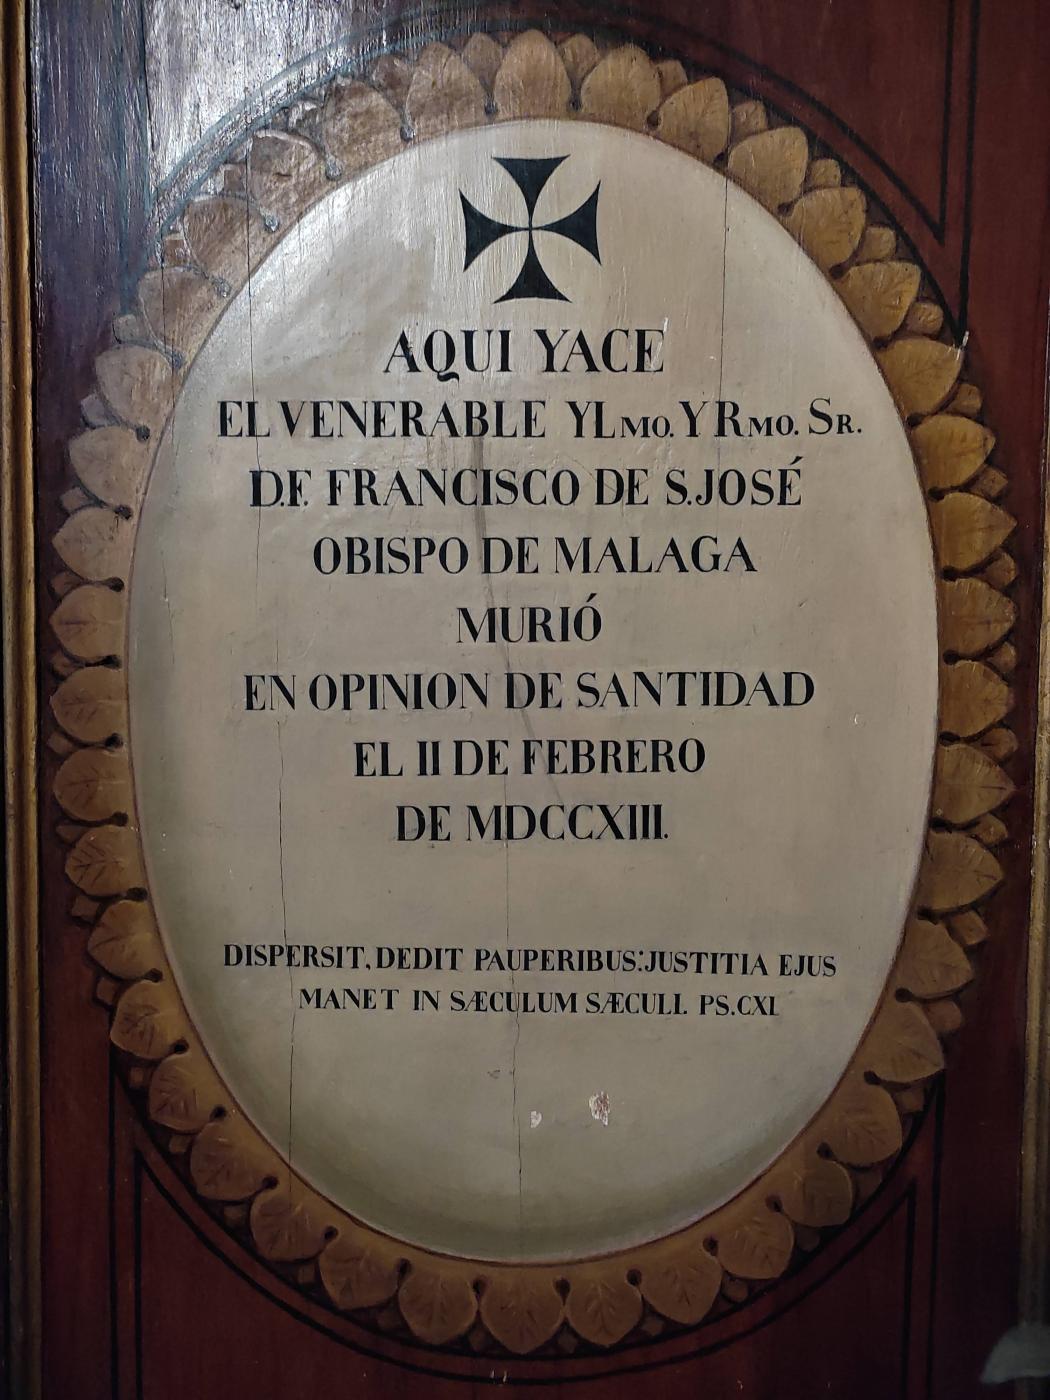 AQUI YACE
EL VENERABLE YLMO. Y RMO. SR.
D.F. FRANCISCO DE S.JOSÉ
OBISPO DE MALAGA
MURIÓ
EN OPINION DE SANTIDAD
EL II DE FEBRERO
DE MDCCXIII.
DISPERSIT, DEDIT PAUPERIBUS: JUSTITIA EJUS
MANET IN SÆCULUM SÆCULI. PS.CXI